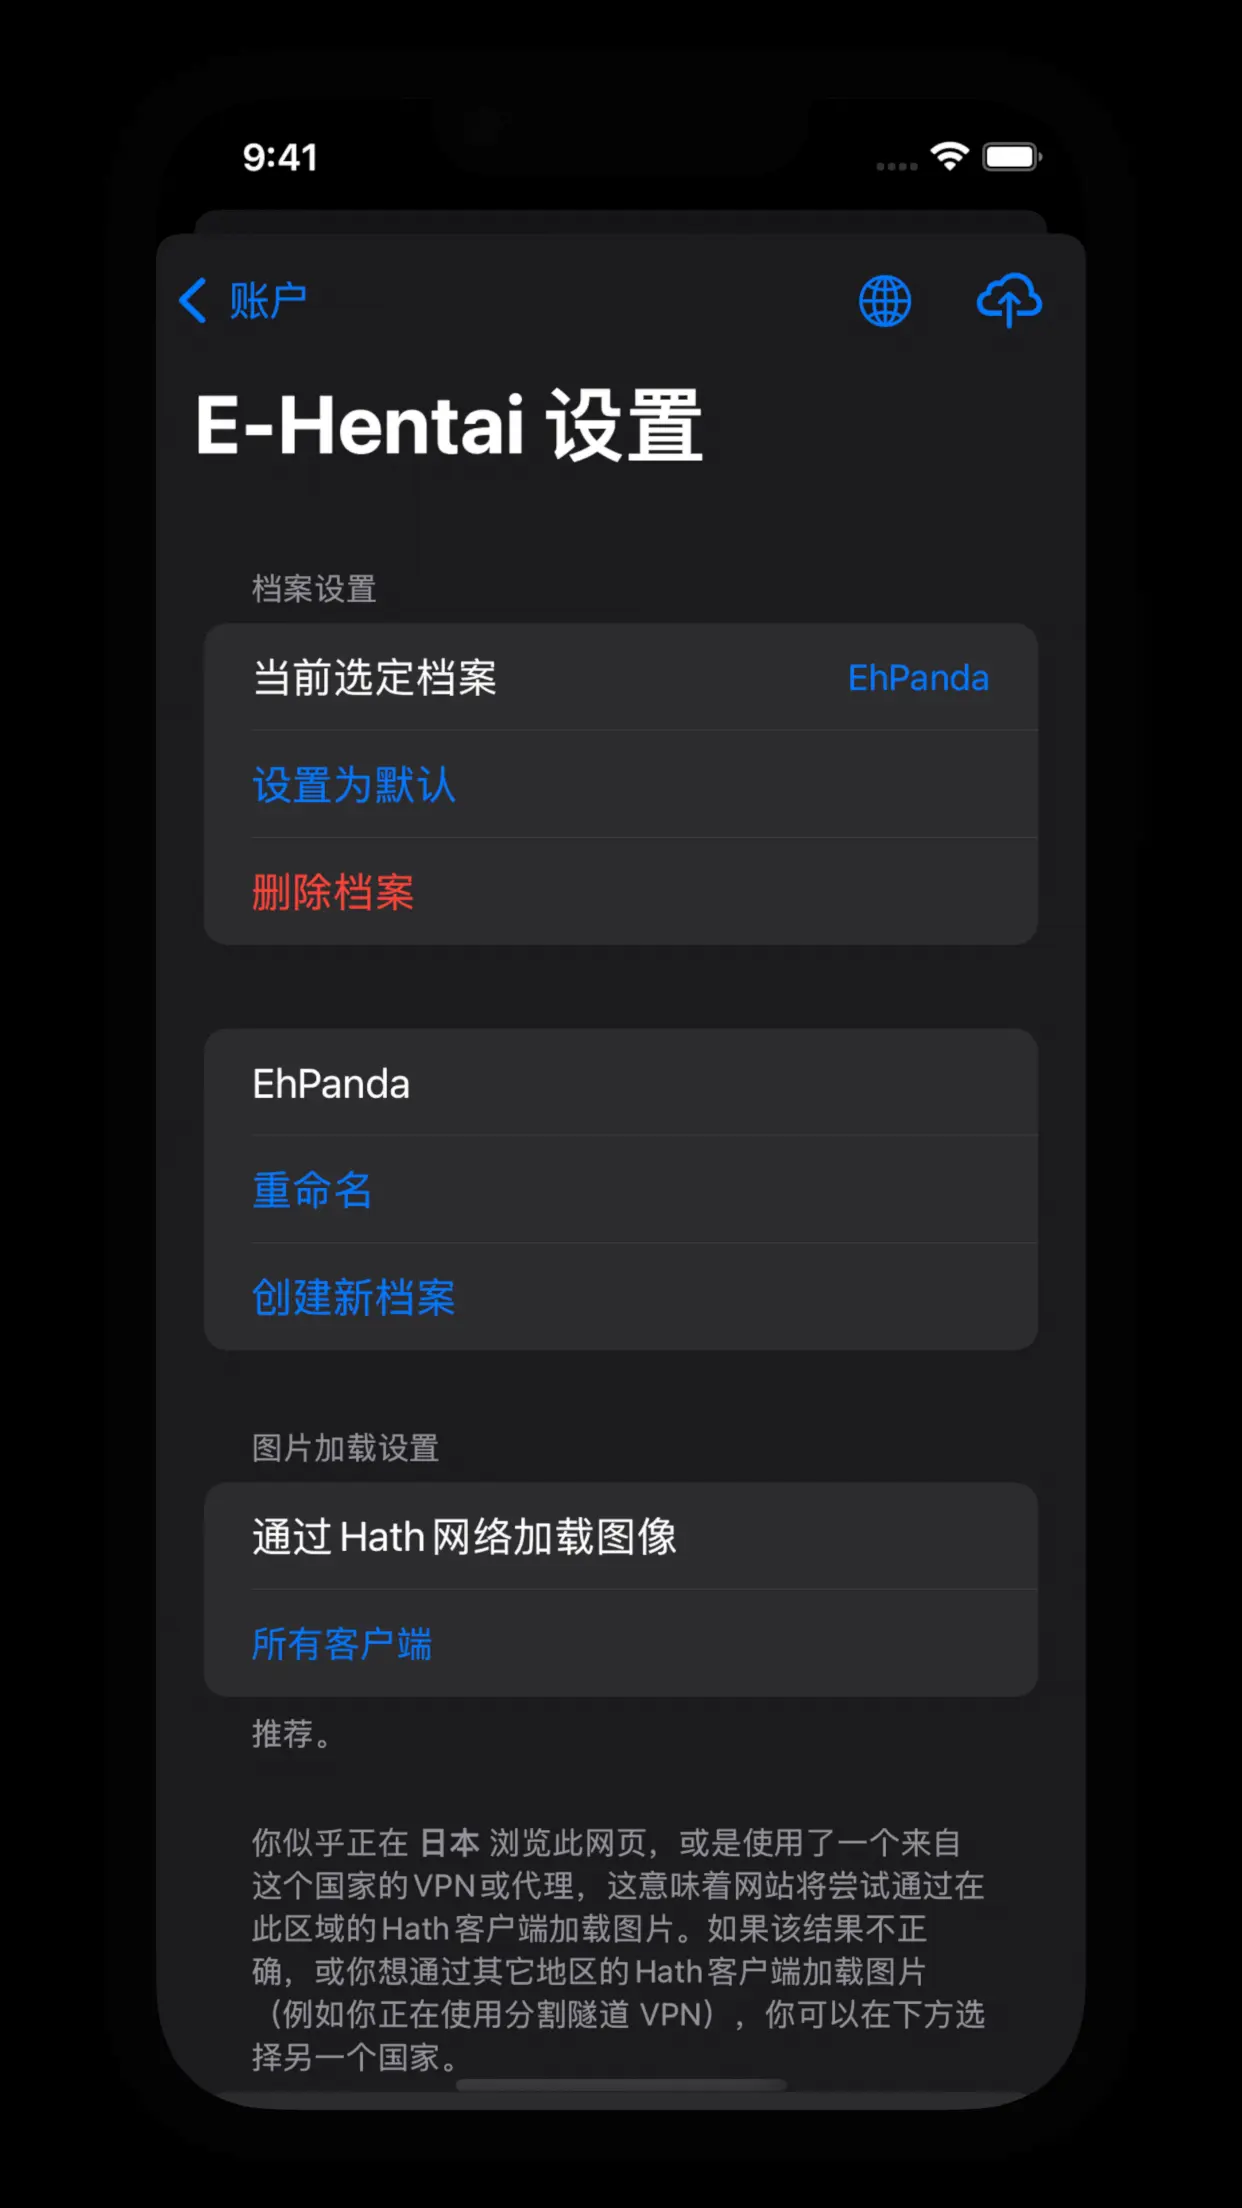 9:41
账户
E-Hentai 设置
档案设置
当前选定档案 EhPanda
设置为默认
删除档案
EhPanda
重命名
创建新档案
图片加载设置
通过Hath网络加载图像
所有客户端
推荐。
你似乎正在 日本 浏览此网页，或是使用了一个来自
这个国家的VPN或代理，这意味着网站将尝试通过在
此区域的Hath客户端加载图片。如果该结果不正
确，或你想通过其它地区的Hath客户端加载图片
（例如你正在使用分割隧道 VPN），你可以在下方选
择另一个国家。